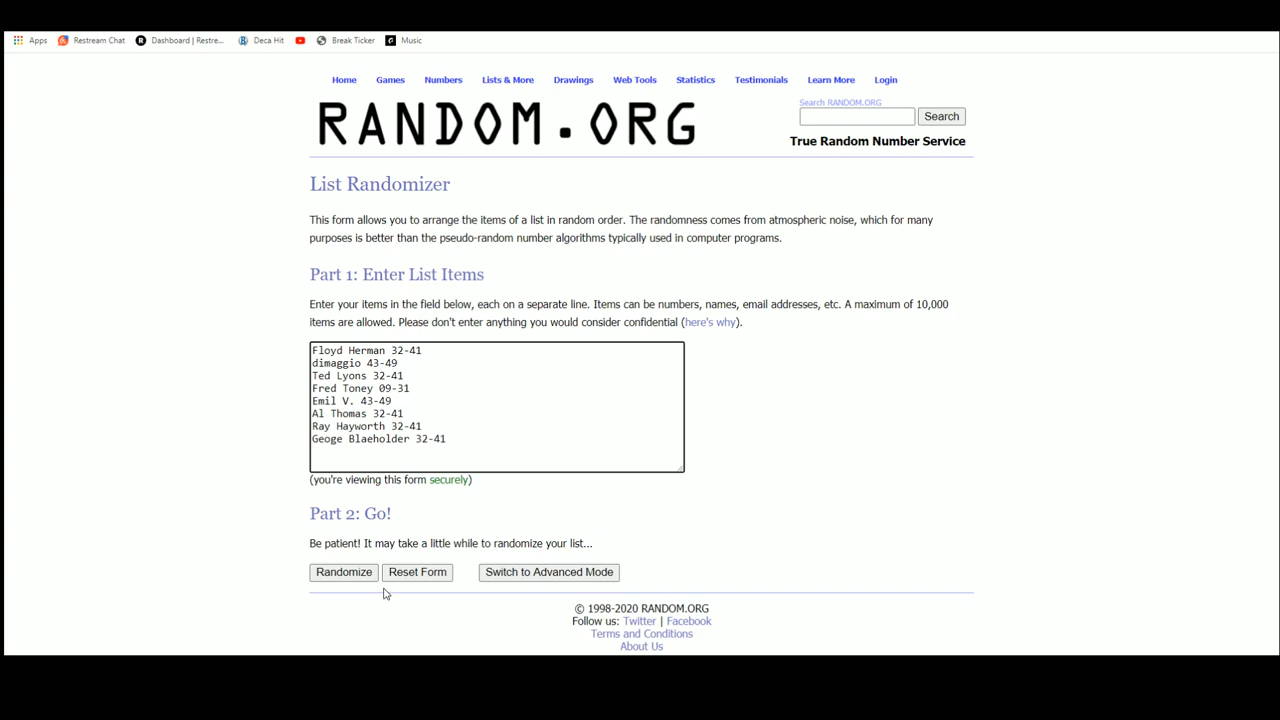 Apps Restream Chat Dashboard | Restre... Deca Hit Break Ticker Music
Home Games Numbers Lists & More Drawings Web Tools Statistics Testimonials Learn More Login
Search RANDOM.ORG
RANDOM.ORG
Search
True Random Number Service
List Randomizer
This form allows you to arrange the items of a list in random order. The randomness comes from atmospheric noise, which for many
purposes is better than the pseudo-random number algorithms typically used in computer programs.
Part 1: Enter List Items
Enter your items in the field below, each on a separate line. Items can be numbers, names, email addresses, etc. A maximum of 10,000
items are allowed. Please don't enter anything you would consider confidential (here's why).
Floyd Herman 32-41
dimaggio 43-49
Ted Lyons 32-41
Fred Toney 09-31
Emil V. 43-49
Al Thomas 32-41
Ray Hayworth 32-41
Geoge Blaeholder 32-41
(you're viewing this form securely)
Part 2: Go!
Be patient! It may take a little while to randomize your list...
Randomize Reset Form Switch to Advanced Mode
© 1998-2020 RANDOM.ORG
Follow us: Twitter | Facebook
Terms and Conditions
About Us